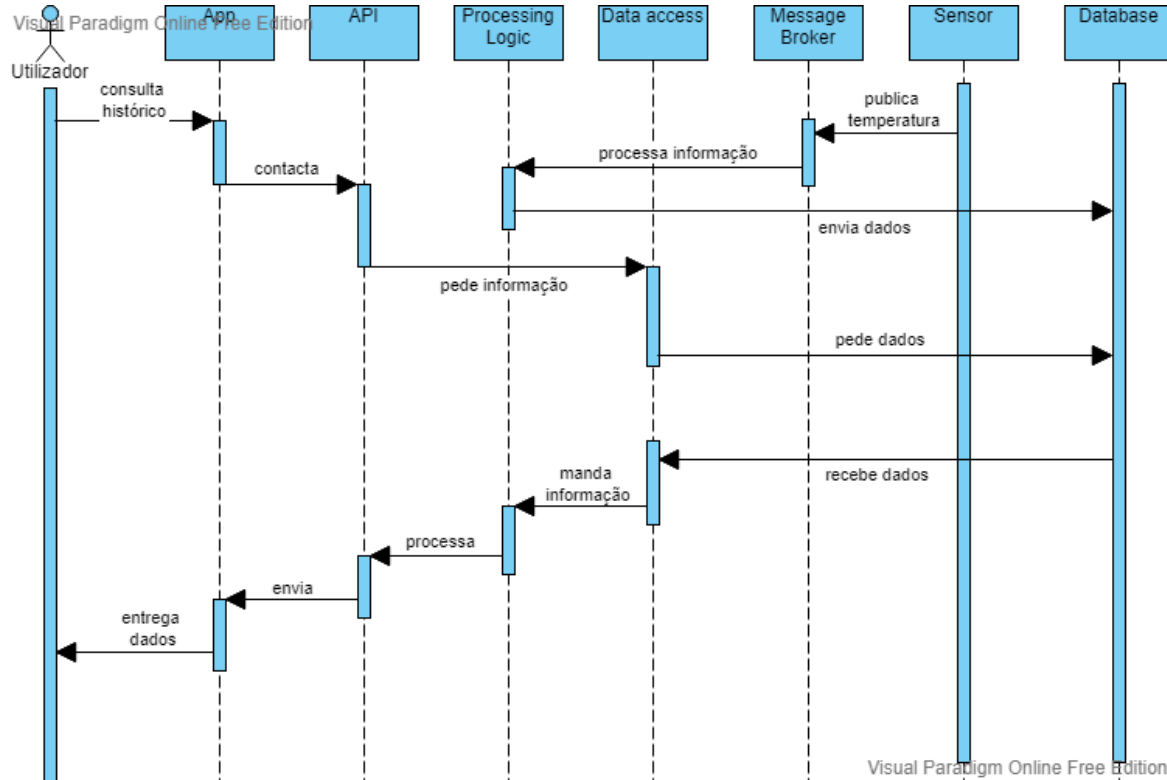 Visual Paradigm Online Free Edition
Utilizador
App
API
Processing
Logic
Data access
Message
Broker
Sensor
Database
consulta
histórico
publica
temperatura
processa informação
contacta
envia dados
pede informação
pede dados
recebe dados
manda
informação
processa
envia
entrega
dados
Visual Paradigm Online Free Edition